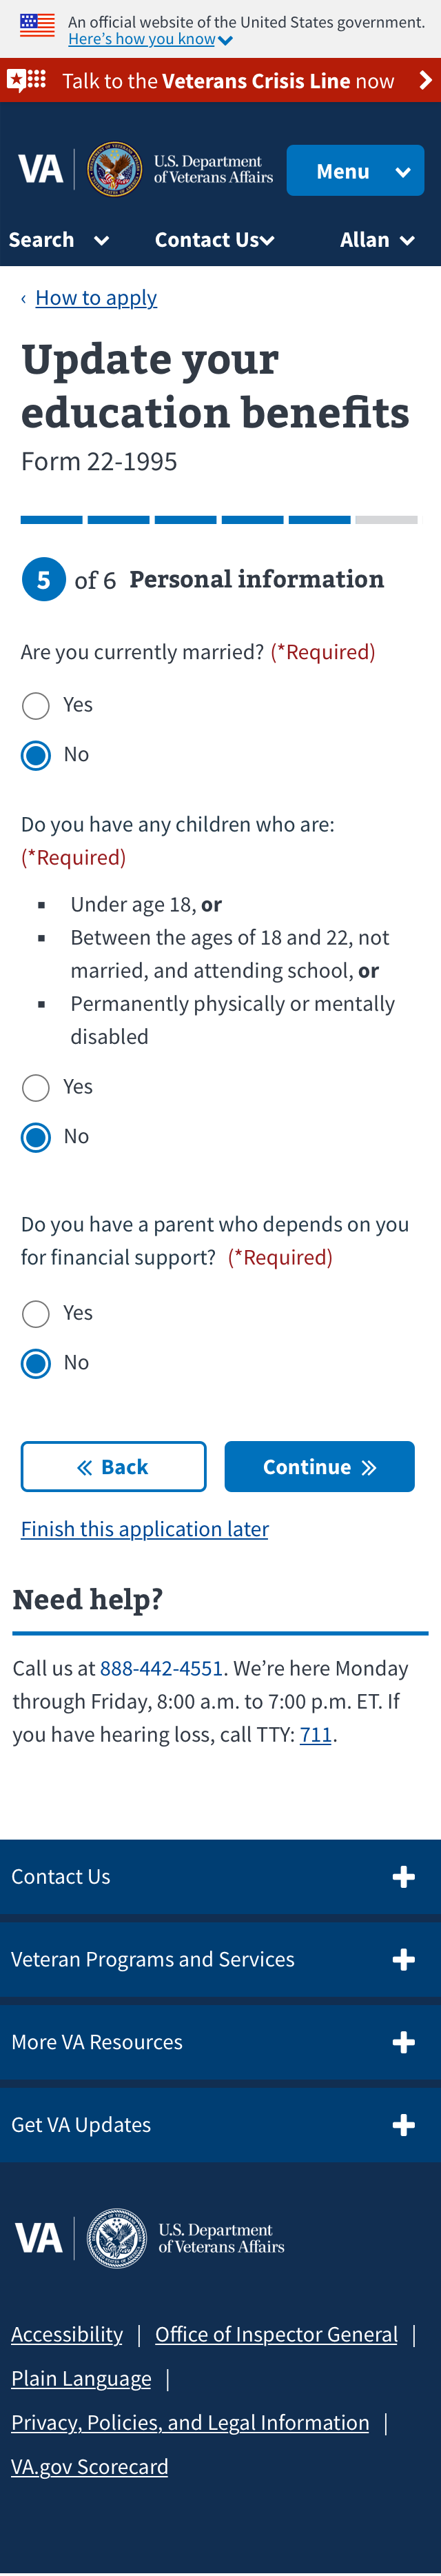 An official website of the United States government.
Here’s how you know
Talk to the Veterans Crisis Line now
VA
U.S. Department
of Veterans Affairs
Menu
Search
Contact Us
Allan
‹ How to apply
Update your
education benefits
Form 22-1995
5 of 6 Personal information
Are you currently married? (*Required)
Yes
No
Do you have any children who are:
(*Required)
Under age 18, or
Between the ages of 18 and 22, not
married, and attending school, or
Permanently physically or mentally
disabled
Yes
No
Do you have a parent who depends on you
for financial support? (*Required)
Yes
No
« Back
Continue »
Finish this application later
Need help?
Call us at 888-442-4551. We’re here Monday
through Friday, 8:00 a.m. to 7:00 p.m. ET. If
you have hearing loss, call TTY: 711.
Contact Us
Veteran Programs and Services
More VA Resources
Get VA Updates
VA
U.S. Department
of Veterans Affairs
Accessibility | Office of Inspector General |
Plain Language |
Privacy, Policies, and Legal Information |
VA.gov Scorecard